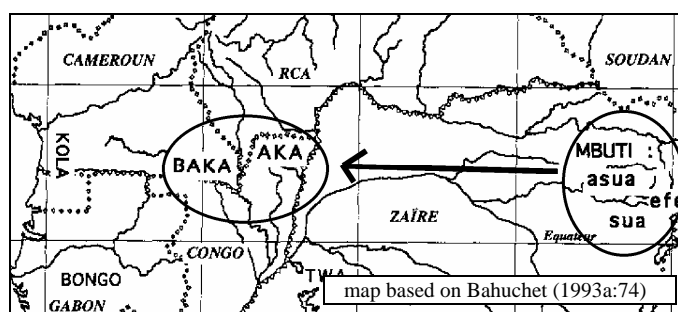 CAMEROUN
RCA
SOUDAN
KOLA
BAKA
AKA
MBUTI :
asua
efe
sua
ZAÏRE
Equateur
CONGO
BONGO
TWA
GABON
map based on Bahuchet (1993a:74)